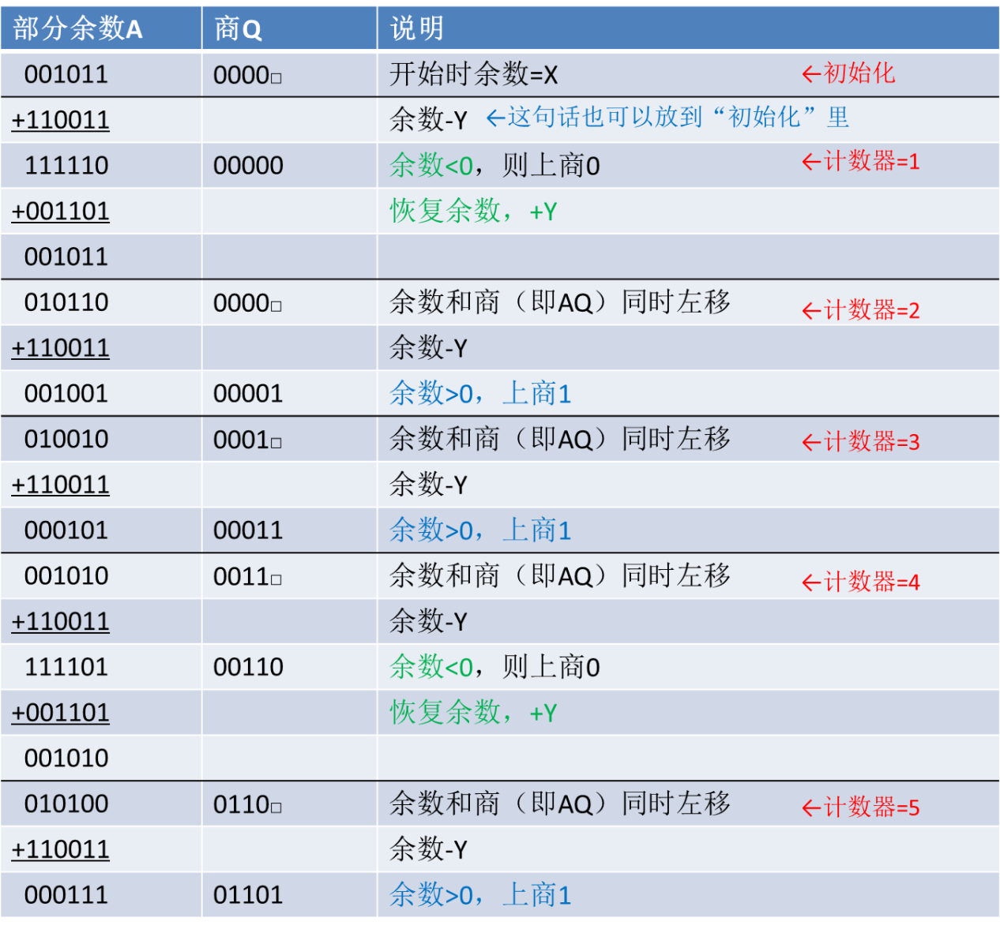 部分余数A 商Q 说明
001011 0000□ 开始时余数=X ←初始化
+110011 余数-Y ←这句话也可以放到“初始化”里
111110 00000 余数<0，则上商0 ←计数器=1
+001101 恢复余数，+Y
001011
010110 0000□ 余数和商（即AQ）同时左移 ←计数器=2
+110011 余数-Y
001001 00001 余数>0，上商1
010010 0001□ 余数和商（即AQ）同时左移 ←计数器=3
+110011 余数-Y
000101 00011 余数>0，上商1
001010 0011□ 余数和商（即AQ）同时左移 ←计数器=4
+110011 余数-Y
111101 00110 余数<0，则上商0
+001101 恢复余数，+Y
001010
010100 0110□ 余数和商（即AQ）同时左移 ←计数器=5
+110011 余数-Y
000111 01101 余数>0，上商1